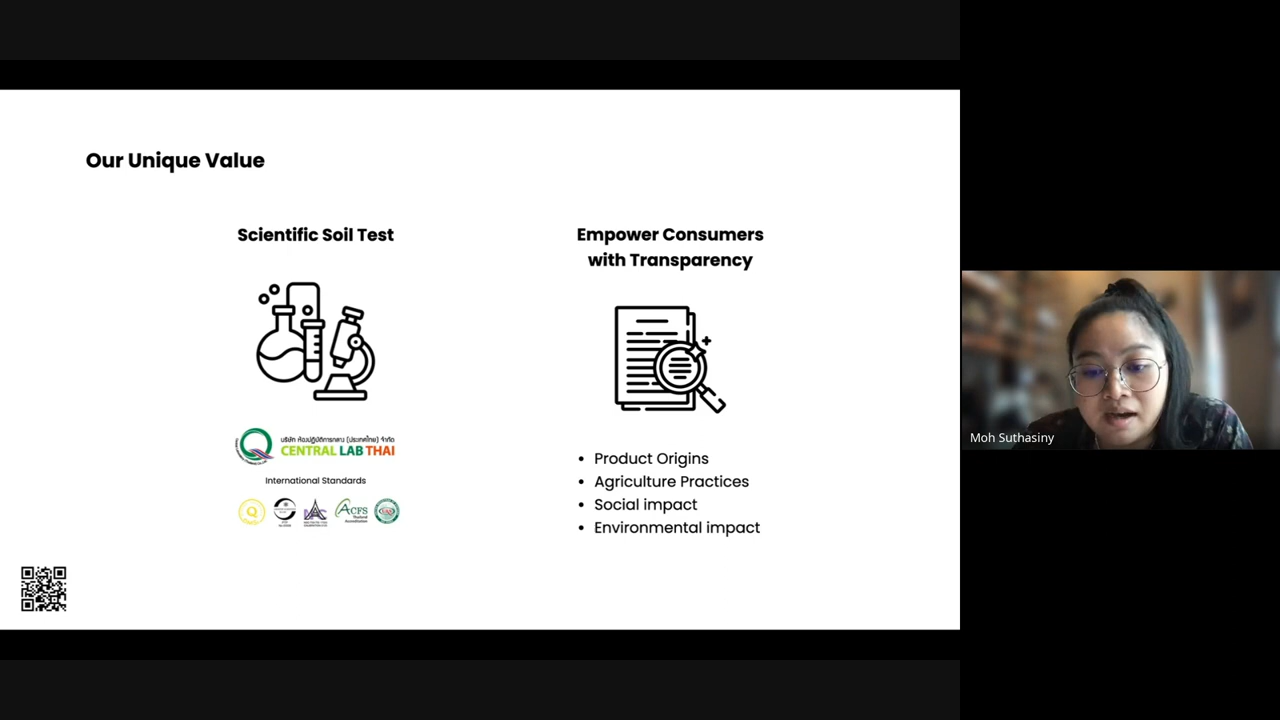 Our Unique Value
Scientific Soil Test
บริษัท ห้องปฏิบัติการกลาง (ประเทศไทย) จำกัด
CENTRAL LAB THAI
International Standards
Q
ACFS
Empower Consumers
with Transparency
• Product Origins
• Agriculture Practices
• Social impact
• Environmental impact
Moh Suthasiny